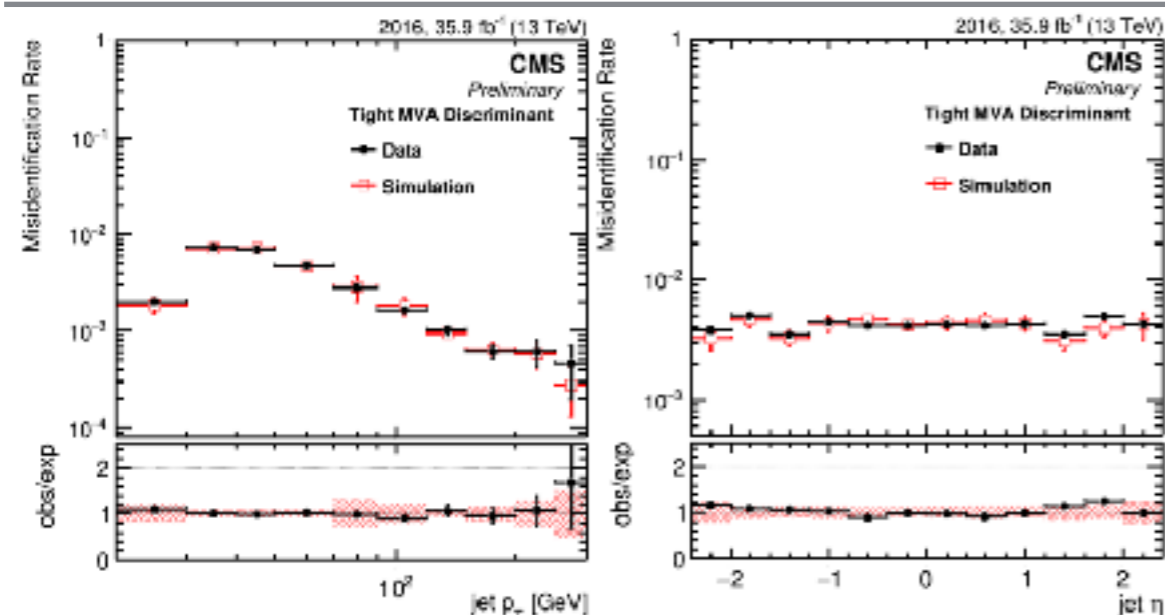 2016, 35.9 fb⁻¹ (13 TeV)
Misidentification Rate
1
10⁻¹
10⁻²
10⁻³
10⁻⁴
CMS
Preliminary
Tight MVA Discriminant
Data
Simulation
obs/exp
2
1
0
10²
jet p_T [GeV]
2016, 35.9 fb⁻¹ (13 TeV)
Misidentification Rate
1
10⁻¹
10⁻²
10⁻³
CMS
Preliminary
Tight MVA Discriminant
Data
Simulation
obs/exp
2
1
0
−2 −1 0 1 2
jet η